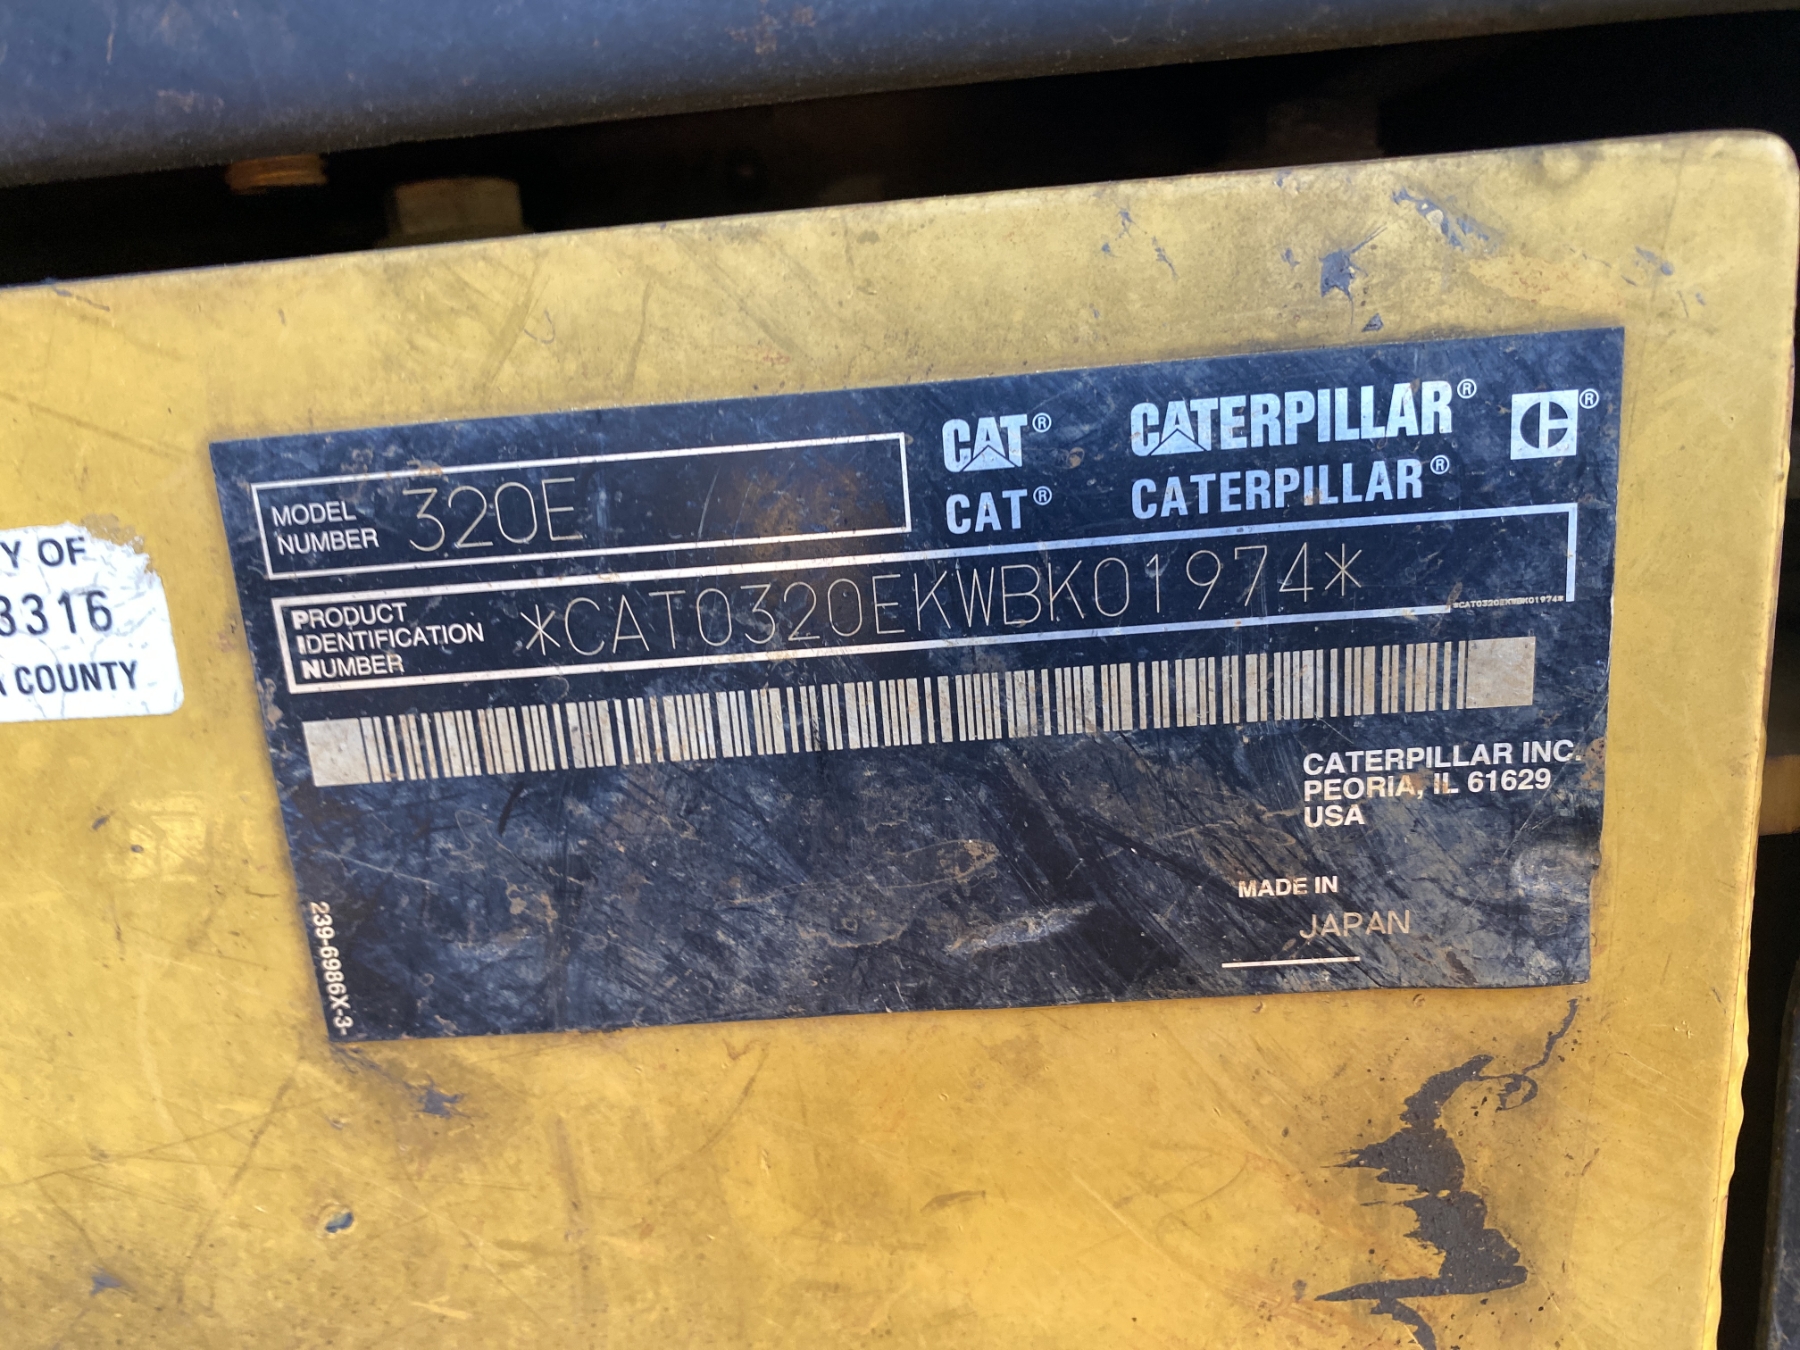 Y OF
3316
COUNTY
MODEL NUMBER 320E
CAT® CATERPILLAR®
CAT® CATERPILLAR®
PRODUCT IDENTIFICATION NUMBER *CAT0320EKWBK01974*
*CAT0320EKWBK01974*
CATERPILLAR INC.
PEORIA, IL 61629
USA
MADE IN
JAPAN
239-6986X-3-